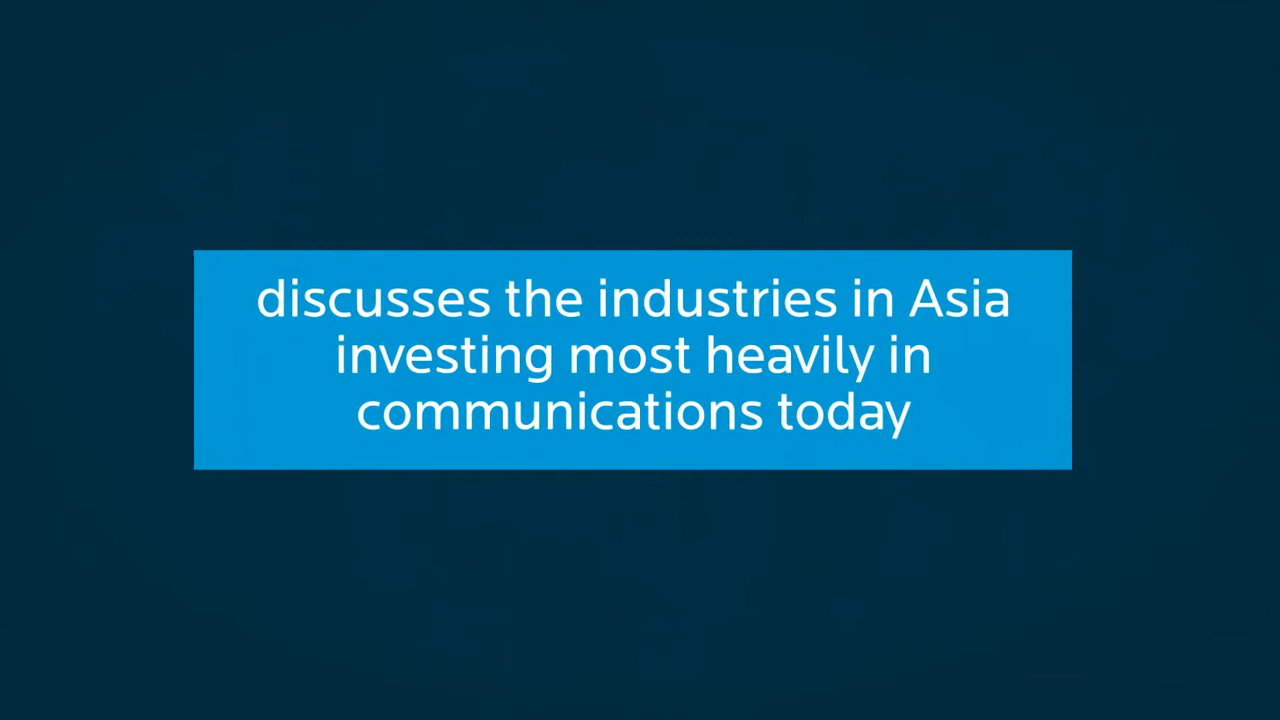 discusses the industries in Asia
investing most heavily in
communications today